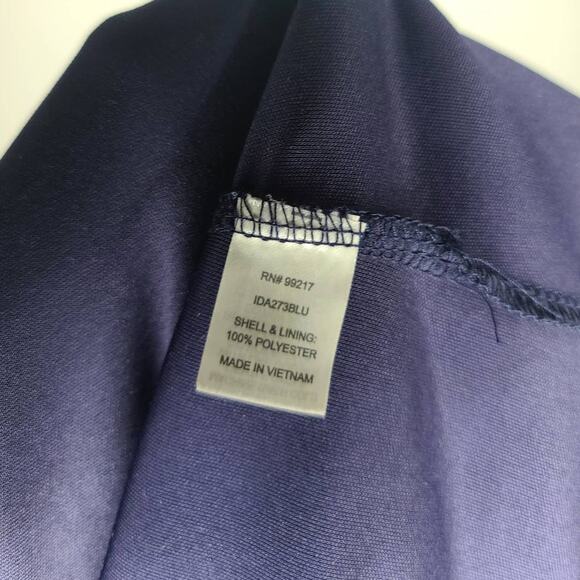 RN# 99217
IDA273BLU
SHELL & LINING:
100% POLYESTER
MADE IN VIETNAM